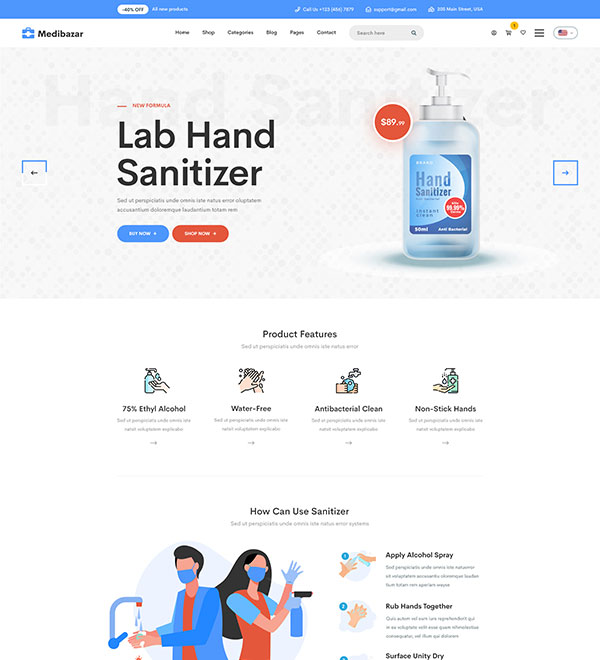 -40% OFF All new products
Call Us +123 (456) 7879
support@gmail.com
205 Main Street, USA
Medibazar
Home Shop Categories Blog Pages Contact
Search here
1
Hand Sanitizer
NEW FORMULA
Lab Hand
Sanitizer
Sed ut perspiciatis unde omnis iste natus error oluptatem
accusantium doloremque laudantium totam rem
BUY NOW
SHOP NOW
$89.99
BRAND
Hand
Sanitizer
instant
clean
99.99%
50ml Anti Bacterial
Product Features
Sed ut perspiciatis unde omnis iste natus error
75% Ethyl Alcohol
Sed ut perspiciatis unde omnis iste
natsit voluptatem explicabo
Water-Free
Sed ut perspiciatis unde omnis iste
natsit voluptatem explicabo
Antibacterial Clean
Sed ut perspiciatis unde omnis iste
natsit voluptatem explicabo
Non-Stick Hands
Sed ut perspiciatis unde omnis iste
natsit voluptatem explicabo
How Can Use Sanitizer
Sed ut perspiciatis unde omnis iste natus error systems
1
Apply Alcohol Spray
Sed perspiciatis unde omnis iste natuserror
sit voluptatem accusantium doloremque laudan
tium totam rem aperiam eaque
2
Rub Hands Together
Quis autem vel eum iure reprehenderit qui
in ea voluptate velit esse quam nihilmolestiae
consequatur, vel illum qui dolorem
Surface Unity Dry